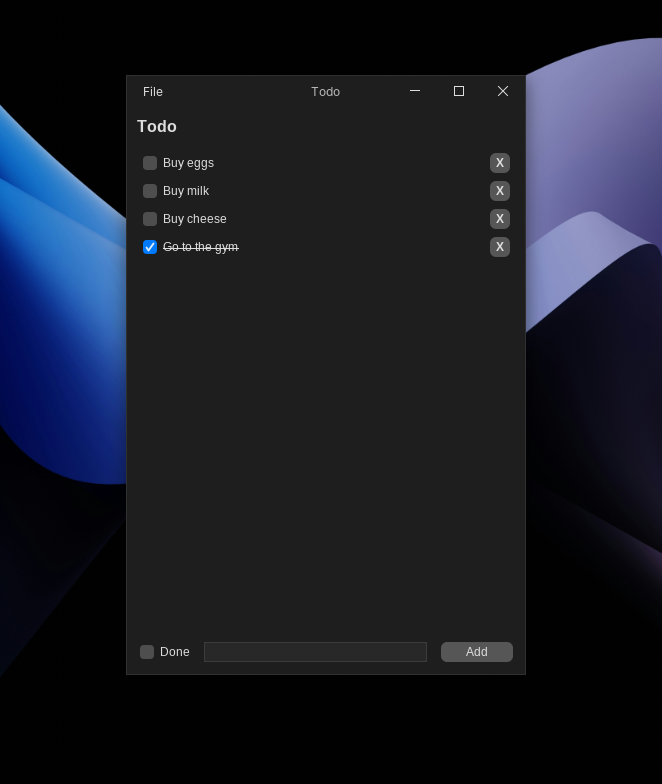 File Todo
Todo
Buy eggs X
Buy milk X
Buy cheese X
Go to the gym X
Done Add